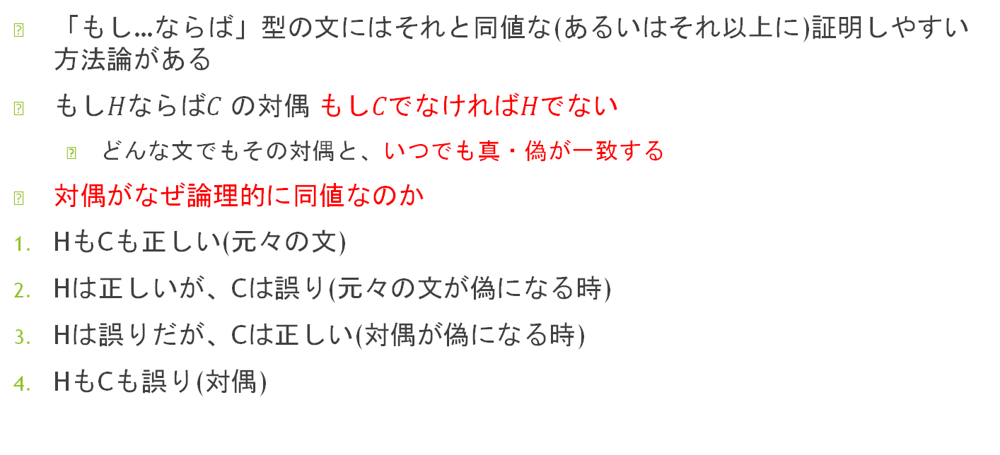 「もし…ならば」型の文にはそれと同値な(あるいはそれ以上に)証明しやすい
方法論がある
もし𝐻ならば𝐶 の対偶 もし𝐶でなければ𝐻でない
どんな文でもその対偶と、いつでも真・偽が一致する
対偶がなぜ論理的に同値なのか
1. HもCも正しい(元々の文)
2. Hは正しいが、Cは誤り(元々の文が偽になる時)
3. Hは誤りだが、Cは正しい(対偶が偽になる時)
4. HもCも誤り(対偶)